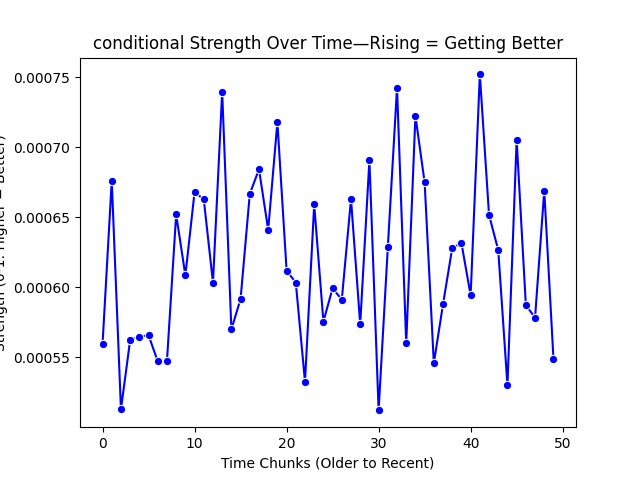 conditional Strength Over Time—Rising = Getting Better
0.00075
0.00070
0.00065
0.00060
0.00055
Strength (0-1: Higher = Better)
0 10 20 30 40 50
Time Chunks (Older to Recent)